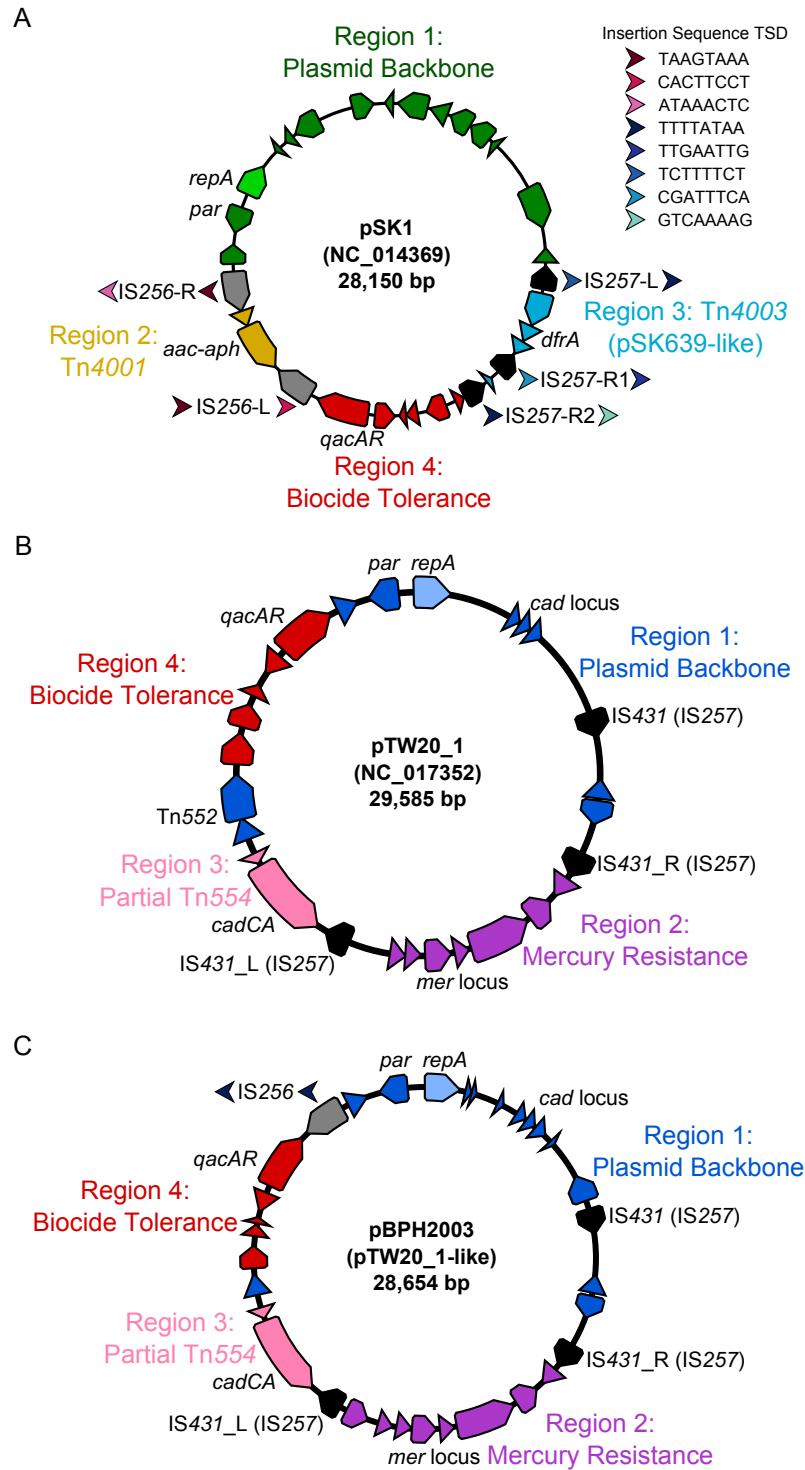 A
Region 1:
Plasmid Backbone
Insertion Sequence TSD
TAAGTAAA
CACTTCCT
ATAAACTC
TTTTATAA
TTGAATTG
TCTTTTCT
CGATTTCA
GTCAAAAG
repA
par
pSK1
(NC_014369)
28,150 bp
IS256-R
IS257-L
Region 2:
Tn4001
Region 3: Tn4003
(pSK639-like)
aac-aph
dfrA
IS257-R1
IS256-L
IS257-R2
qacAR
Region 4:
Biocide Tolerance
B
par
repA
cad locus
qacAR
Region 1:
Plasmid Backbone
Region 4:
Biocide Tolerance
IS431 (IS257)
pTW20_1
(NC_017352)
29,585 bp
Tn552
Region 3:
Partial Tn554
IS431_R (IS257)
cadCA
Region 2:
Mercury Resistance
IS431_L (IS257)
mer locus
C
par
repA
IS256
cad locus
qacAR
Region 1:
Plasmid Backbone
Region 4:
Biocide Tolerance
IS431 (IS257)
pBPH2003
(pTW20_1-like)
28,654 bp
Region 3:
Partial Tn554
IS431_R (IS257)
cadCA
IS431_L (IS257)
Region 2:
Mercury Resistance
mer locus